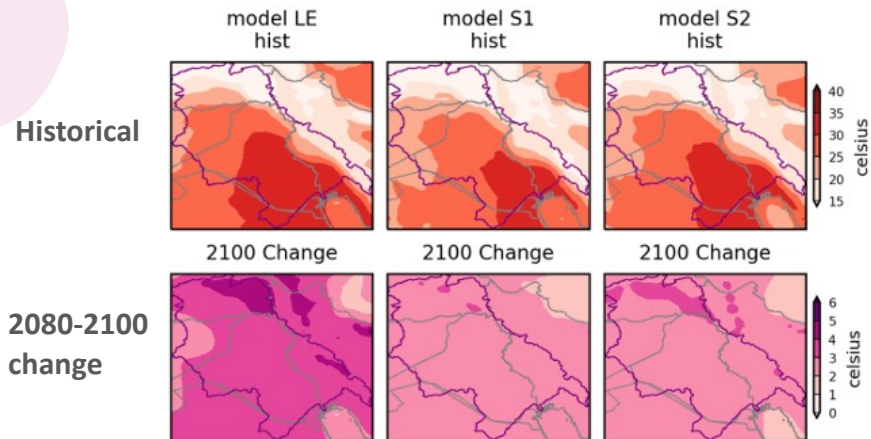 model LE
hist
model S1
hist
model S2
hist
Historical
40
35
30
25
20
15
celsius
2100 Change
2100 Change
2100 Change
2080-2100
change
6
5
4
3
2
1
0
celsius